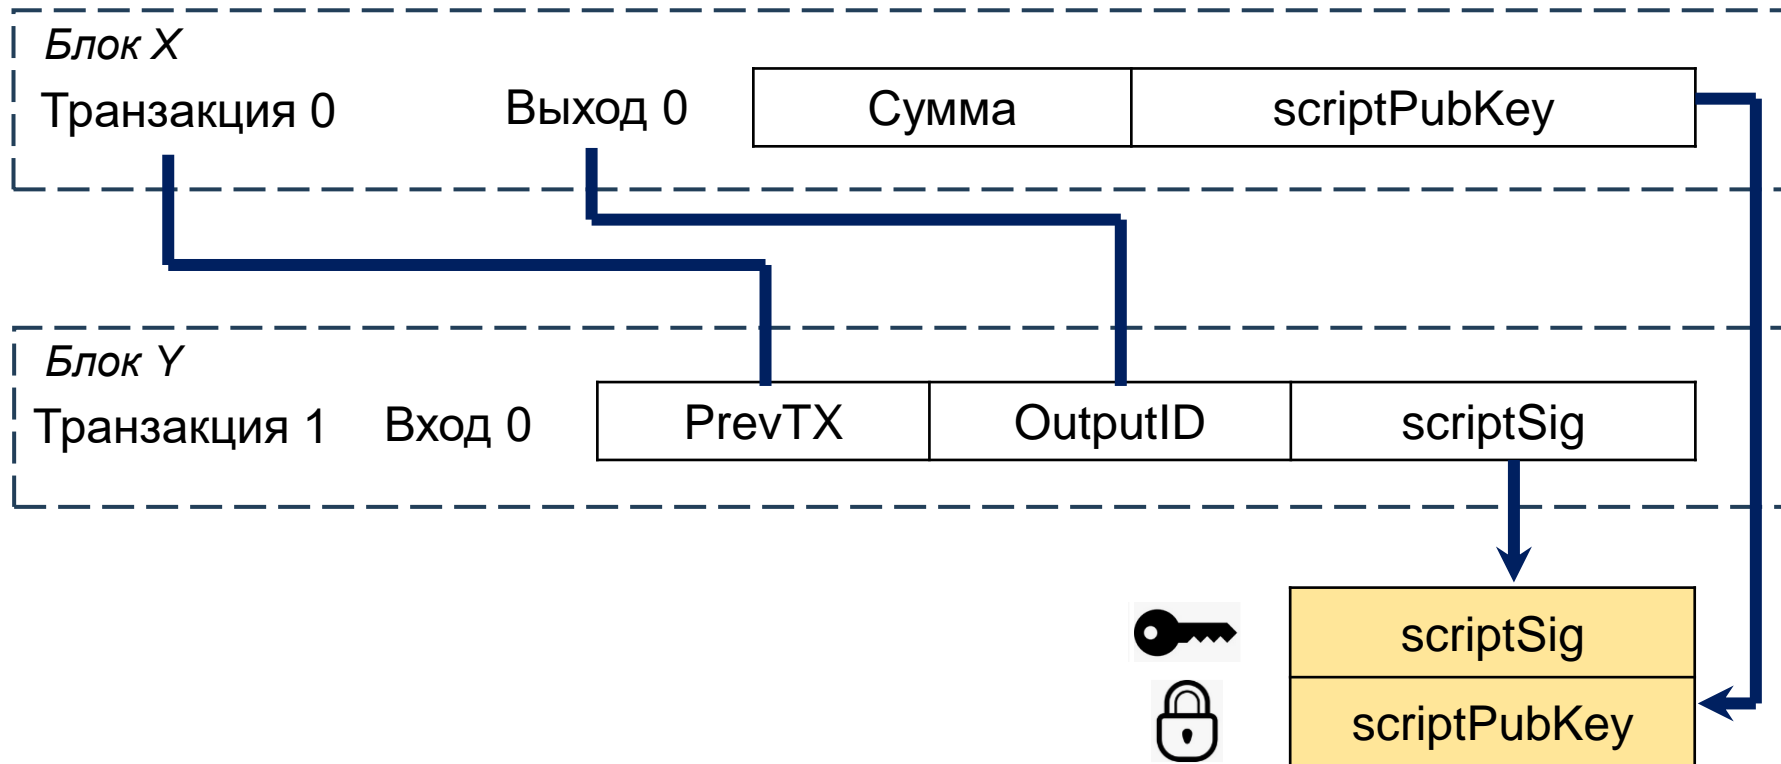 Блок X
Транзакция 0 Выход 0 Сумма scriptPubKey
Блок Y
Транзакция 1 Вход 0 PrevTX OutputID scriptSig
scriptSig
scriptPubKey